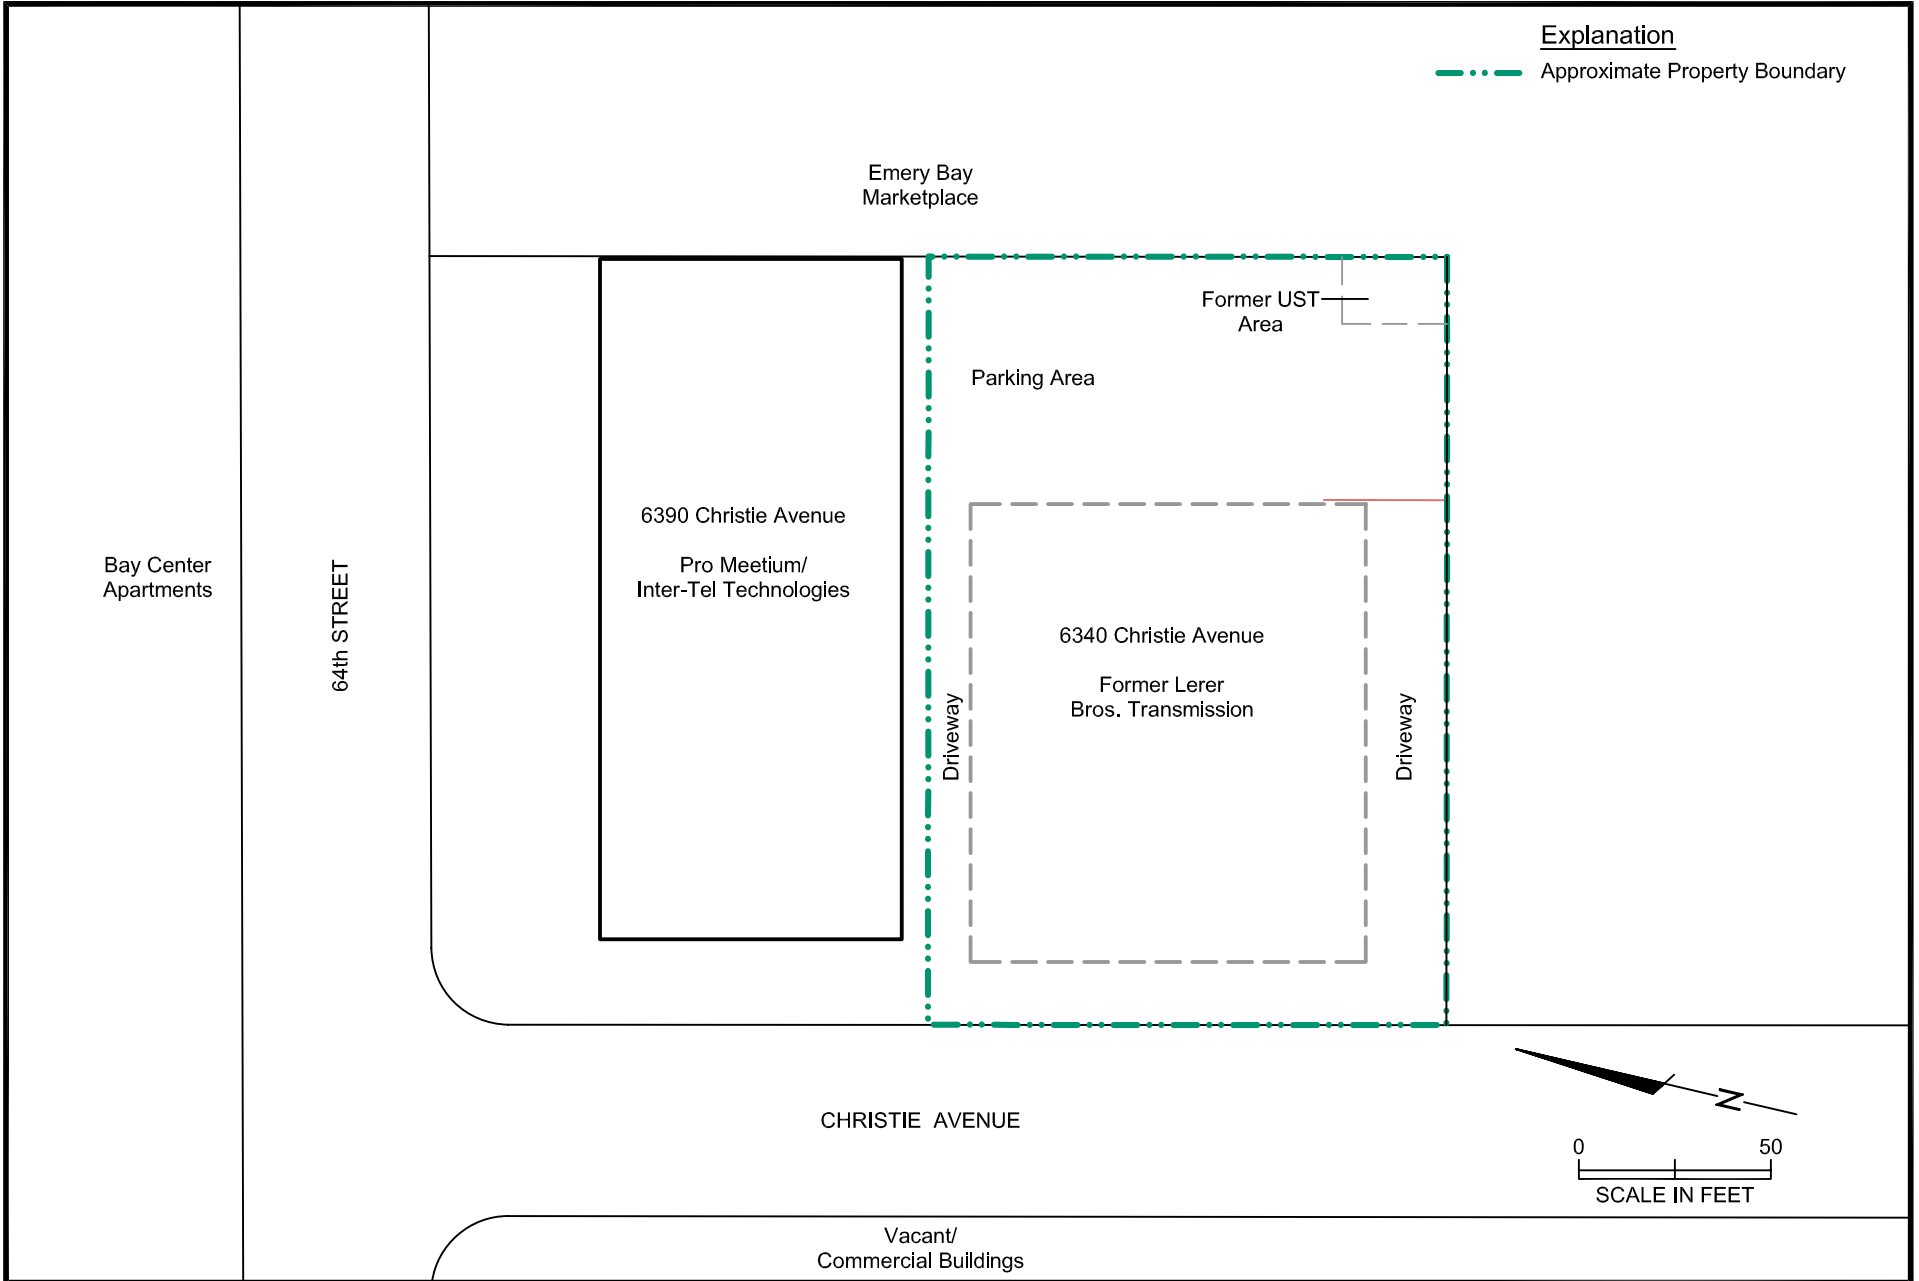 Explanation
Approximate Property Boundary
Emery Bay
Marketplace
Former UST
Area
Parking Area
6390 Christie Avenue
Pro Meetium/
Inter-Tel Technologies
Bay Center
Apartments
64th STREET
6340 Christie Avenue
Former Lerer
Bros. Transmission
Driveway
Driveway
CHRISTIE AVENUE
N
0 50
SCALE IN FEET
Vacant/
Commercial Buildings